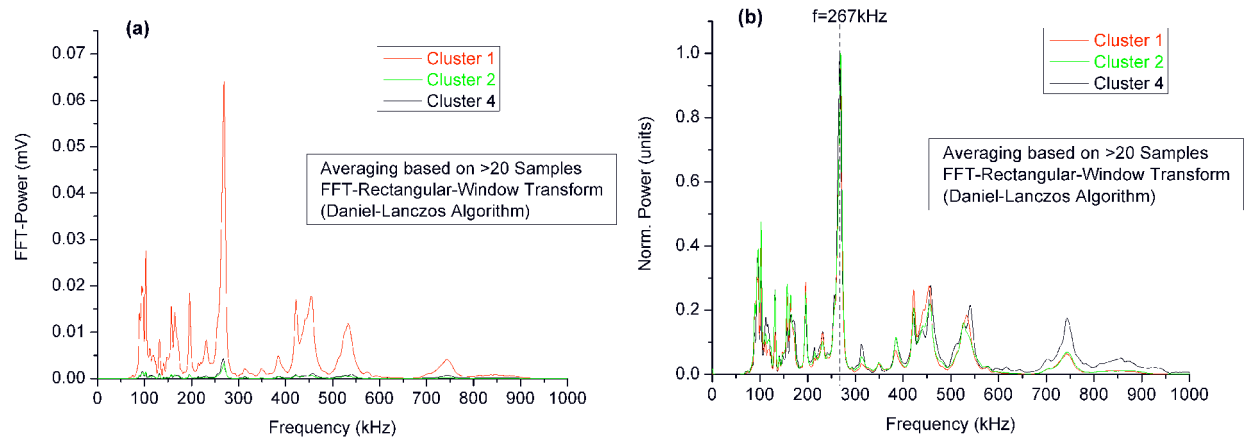 (a)
Cluster 1
Cluster 2
Cluster 4
Averaging based on >20 Samples
FFT-Rectangular-Window Transform
(Daniel-Lanczos Algorithm)
FFT-Power (mV)
0.07
0.06
0.05
0.04
0.03
0.02
0.01
0.00
0 100 200 300 400 500 600 700 800 900 1000
Frequency (kHz)
(b)
f=267kHz
Cluster 1
Cluster 2
Cluster 4
Averaging based on >20 Samples
FFT-Rectangular-Window Transform
(Daniel-Lanczos Algorithm)
Norm. Power (units)
1.0
0.8
0.6
0.4
0.2
0.0
0 100 200 300 400 500 600 700 800 900 1000
Frequency (kHz)